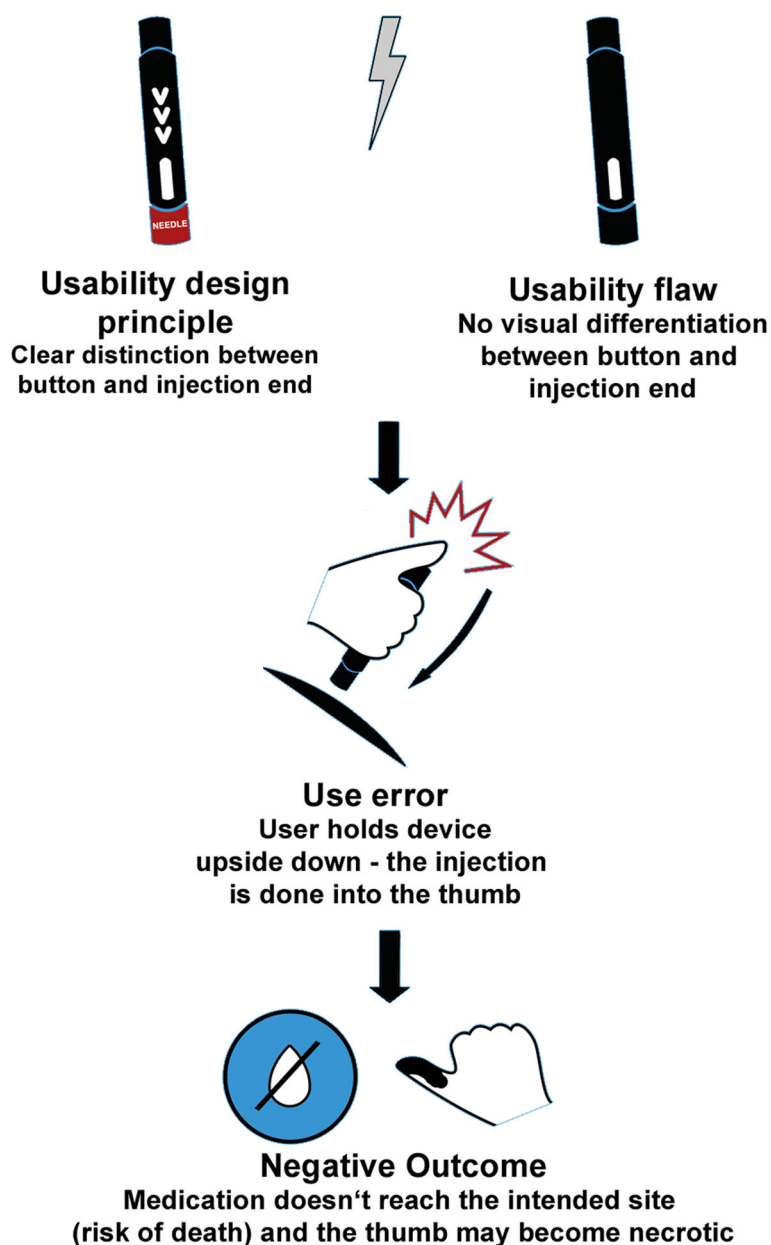 NEEDLE
Usability design
principle
Clear distinction between
button and injection end
Usability flaw
No visual differentiation
between button and
injection end
Use error
User holds device
upside down - the injection
is done into the thumb
Negative Outcome
Medication doesn‘t reach the intended site
(risk of death) and the thumb may become necrotic